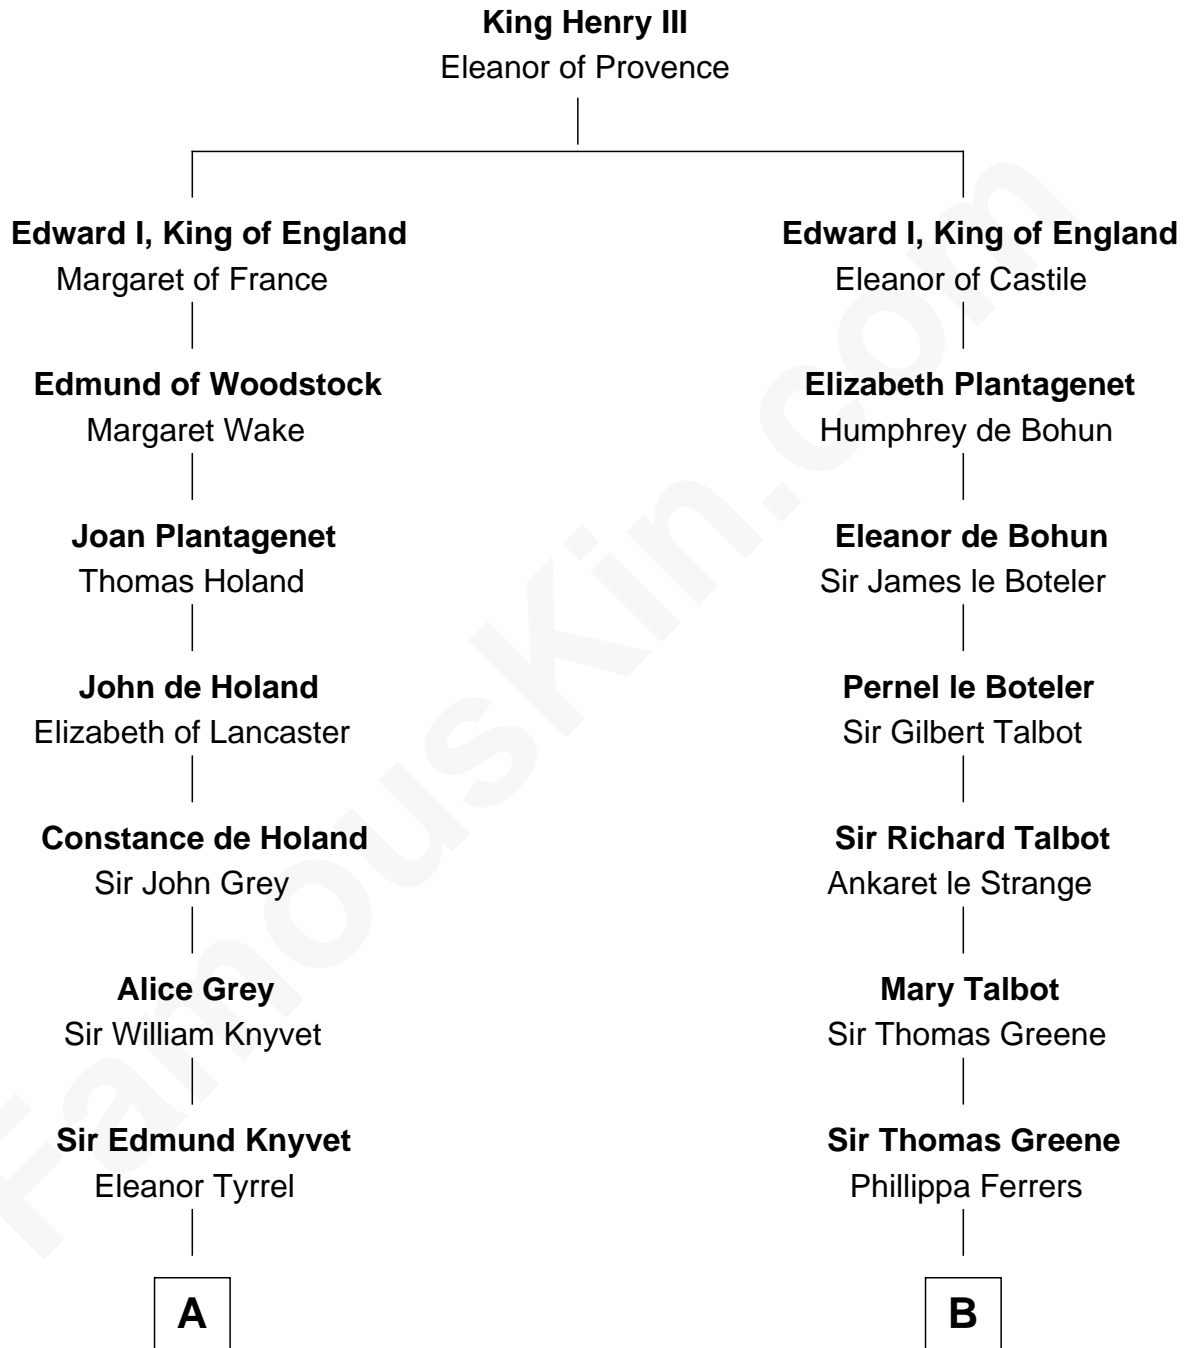 King Henry III
Eleanor of Provence
Edward I, King of England
Margaret of France
Edmund of Woodstock
Margaret Wake
Joan Plantagenet
Thomas Holand
John de Holand
Elizabeth of Lancaster
Constance de Holand
Sir John Grey
Alice Grey
Sir William Knyvet
Sir Edmund Knyvet
Eleanor Tyrrel
A
Edward I, King of England
Eleanor of Castile
Elizabeth Plantagenet
Humphrey de Bohun
Eleanor de Bohun
Sir James le Boteler
Pernel le Boteler
Sir Gilbert Talbot
Sir Richard Talbot
Ankaret le Strange
Mary Talbot
Sir Thomas Greene
Sir Thomas Greene
Phillippa Ferrers
B
FamousKin.com